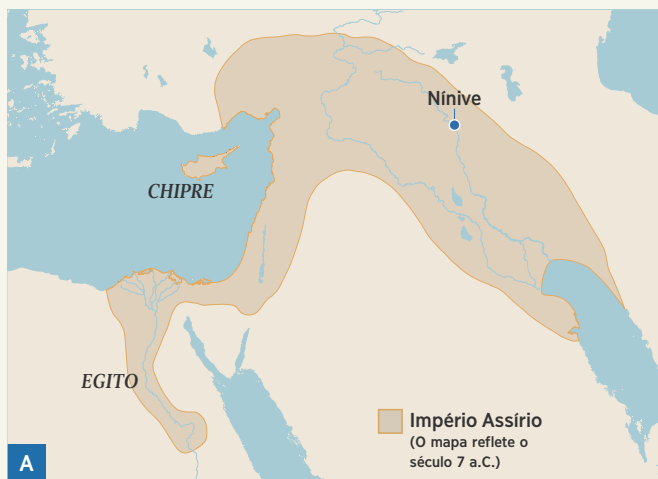 Nínive
CHIPRE
EGITO
Império Assírio
(O mapa reflete o
século 7 a.C.)
A